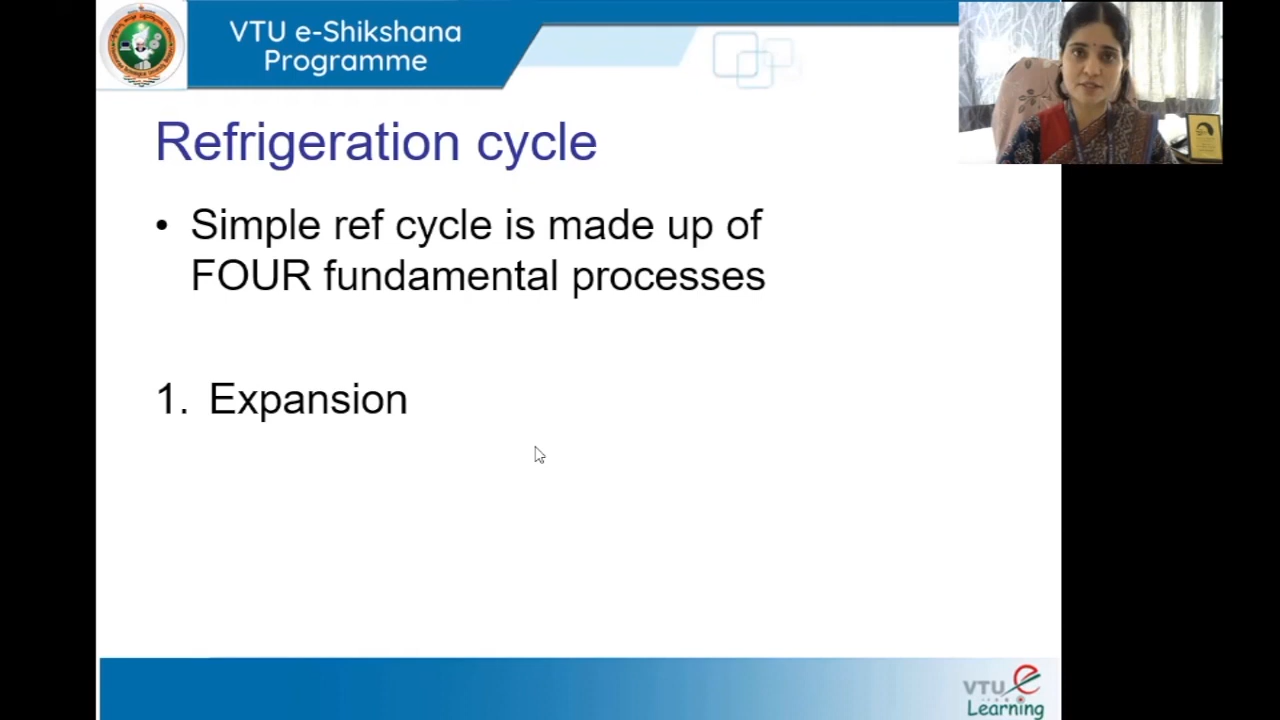 VTU e-Shikshana
Programme
Refrigeration cycle
• Simple ref cycle is made up of
FOUR fundamental processes
1. Expansion
VTU e
Learning